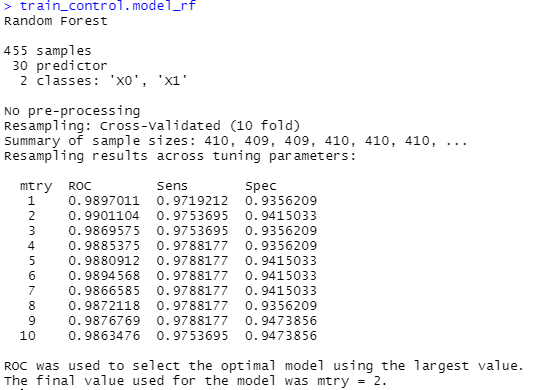 > train_control.model_rf
Random Forest
455 samples
30 predictor
2 classes: 'X0', 'X1'
No pre-processing
Resampling: Cross-Validated (10 fold)
Summary of sample sizes: 410, 409, 409, 410, 410, 410, ...
Resampling results across tuning parameters:
mtry ROC Sens Spec
1 0.9897011 0.9719212 0.9356209
2 0.9901104 0.9753695 0.9415033
3 0.9869575 0.9753695 0.9356209
4 0.9885375 0.9788177 0.9356209
5 0.9880912 0.9788177 0.9415033
6 0.9894568 0.9788177 0.9415033
7 0.9866585 0.9788177 0.9415033
8 0.9872118 0.9788177 0.9356209
9 0.9876769 0.9788177 0.9473856
10 0.9863476 0.9753695 0.9473856
ROC was used to select the optimal model using the largest value.
The final value used for the model was mtry = 2.